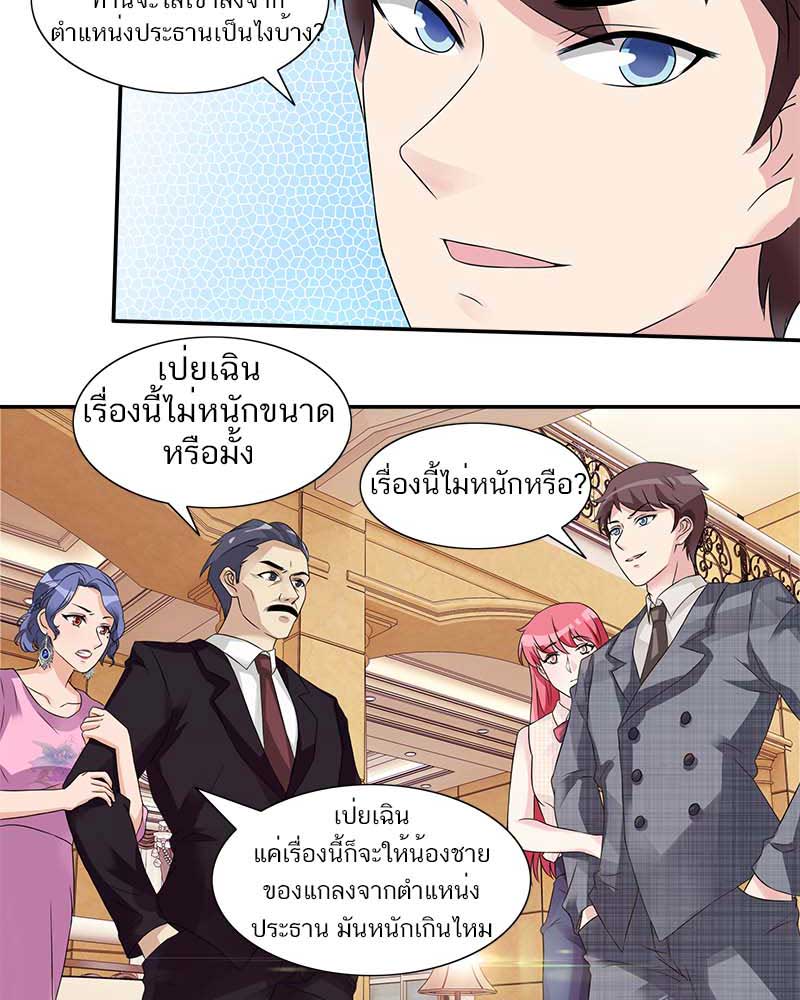 ตำแหน่งประธานเป็นไงบ้าง?
เป่ยเฉิน
เรื่องนี้ไม่หนักขนาด
หรือมั้ง
เรื่องนี้ไม่หนักหรือ?
เป่ยเฉิน
แค่เรื่องนี้ก็จะให้น้องชาย
ของแกลงจากตำแหน่ง
ประธาน มันหนักเกินไหม